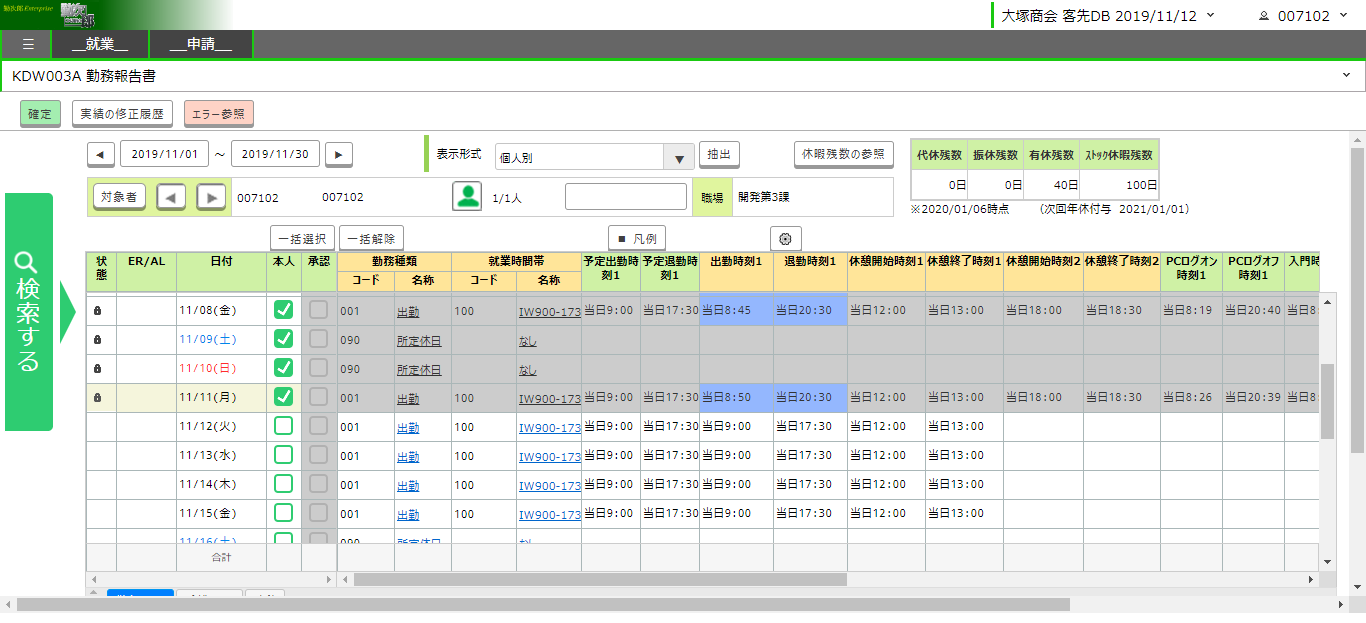 勤次郎 Enterprise
大塚商会 客先DB 2019/11/12
007102
☰ __就業__ __申請__
KDW003A 勤務報告書
確定 実績の修正履歴 エラー参照
◀ 2019/11/01 ～ 2019/11/30 ▶ 表示形式 個人別 ▼ 抽出 休暇残数の参照
代休残数 振休残数 有休残数 ｽﾄｯｸ休暇残数
0日 0日 40日 100日
※2020/01/06時点 (次回年休付与 2021/01/01)
対象者 ◀ ▶ 007102 007102 1/1人 職場 開発第3課
検索する
一括選択 一括解除 ■ 凡例
状態 ER/AL 日付 本人 承認 勤務種類 就業時間帯 予定出勤時刻1 予定退勤時刻1 出勤時刻1 退勤時刻1 休憩開始時刻1 休憩終了時刻1 休憩開始時刻2 休憩終了時刻2 PCログオン時刻1 PCログオフ時刻1 入門時
コード 名称 コード 名称
11/08(金) 001 出勤 100 IW900-173 当日9:00 当日17:30 当日8:45 当日20:30 当日12:00 当日13:00 当日18:00 当日18:30 当日8:19 当日20:40 当日8:
11/09(土) 090 所定休日 なし
11/10(日) 090 所定休日 なし
11/11(月) 001 出勤 100 IW900-173 当日9:00 当日17:30 当日8:50 当日20:30 当日12:00 当日13:00 当日18:00 当日18:30 当日8:26 当日20:39 当日8:
11/12(火) 001 出勤 100 IW900-173 当日9:00 当日17:30 当日9:00 当日17:30 当日12:00 当日13:00
11/13(水) 001 出勤 100 IW900-173 当日9:00 当日17:30 当日9:00 当日17:30 当日12:00 当日13:00
11/14(木) 001 出勤 100 IW900-173 当日9:00 当日17:30 当日9:00 当日17:30 当日12:00 当日13:00
11/15(金) 001 出勤 100 IW900-173 当日9:00 当日17:30 当日9:00 当日17:30 当日12:00 当日13:00
11/16(土) 090 所定休日 なし
合計